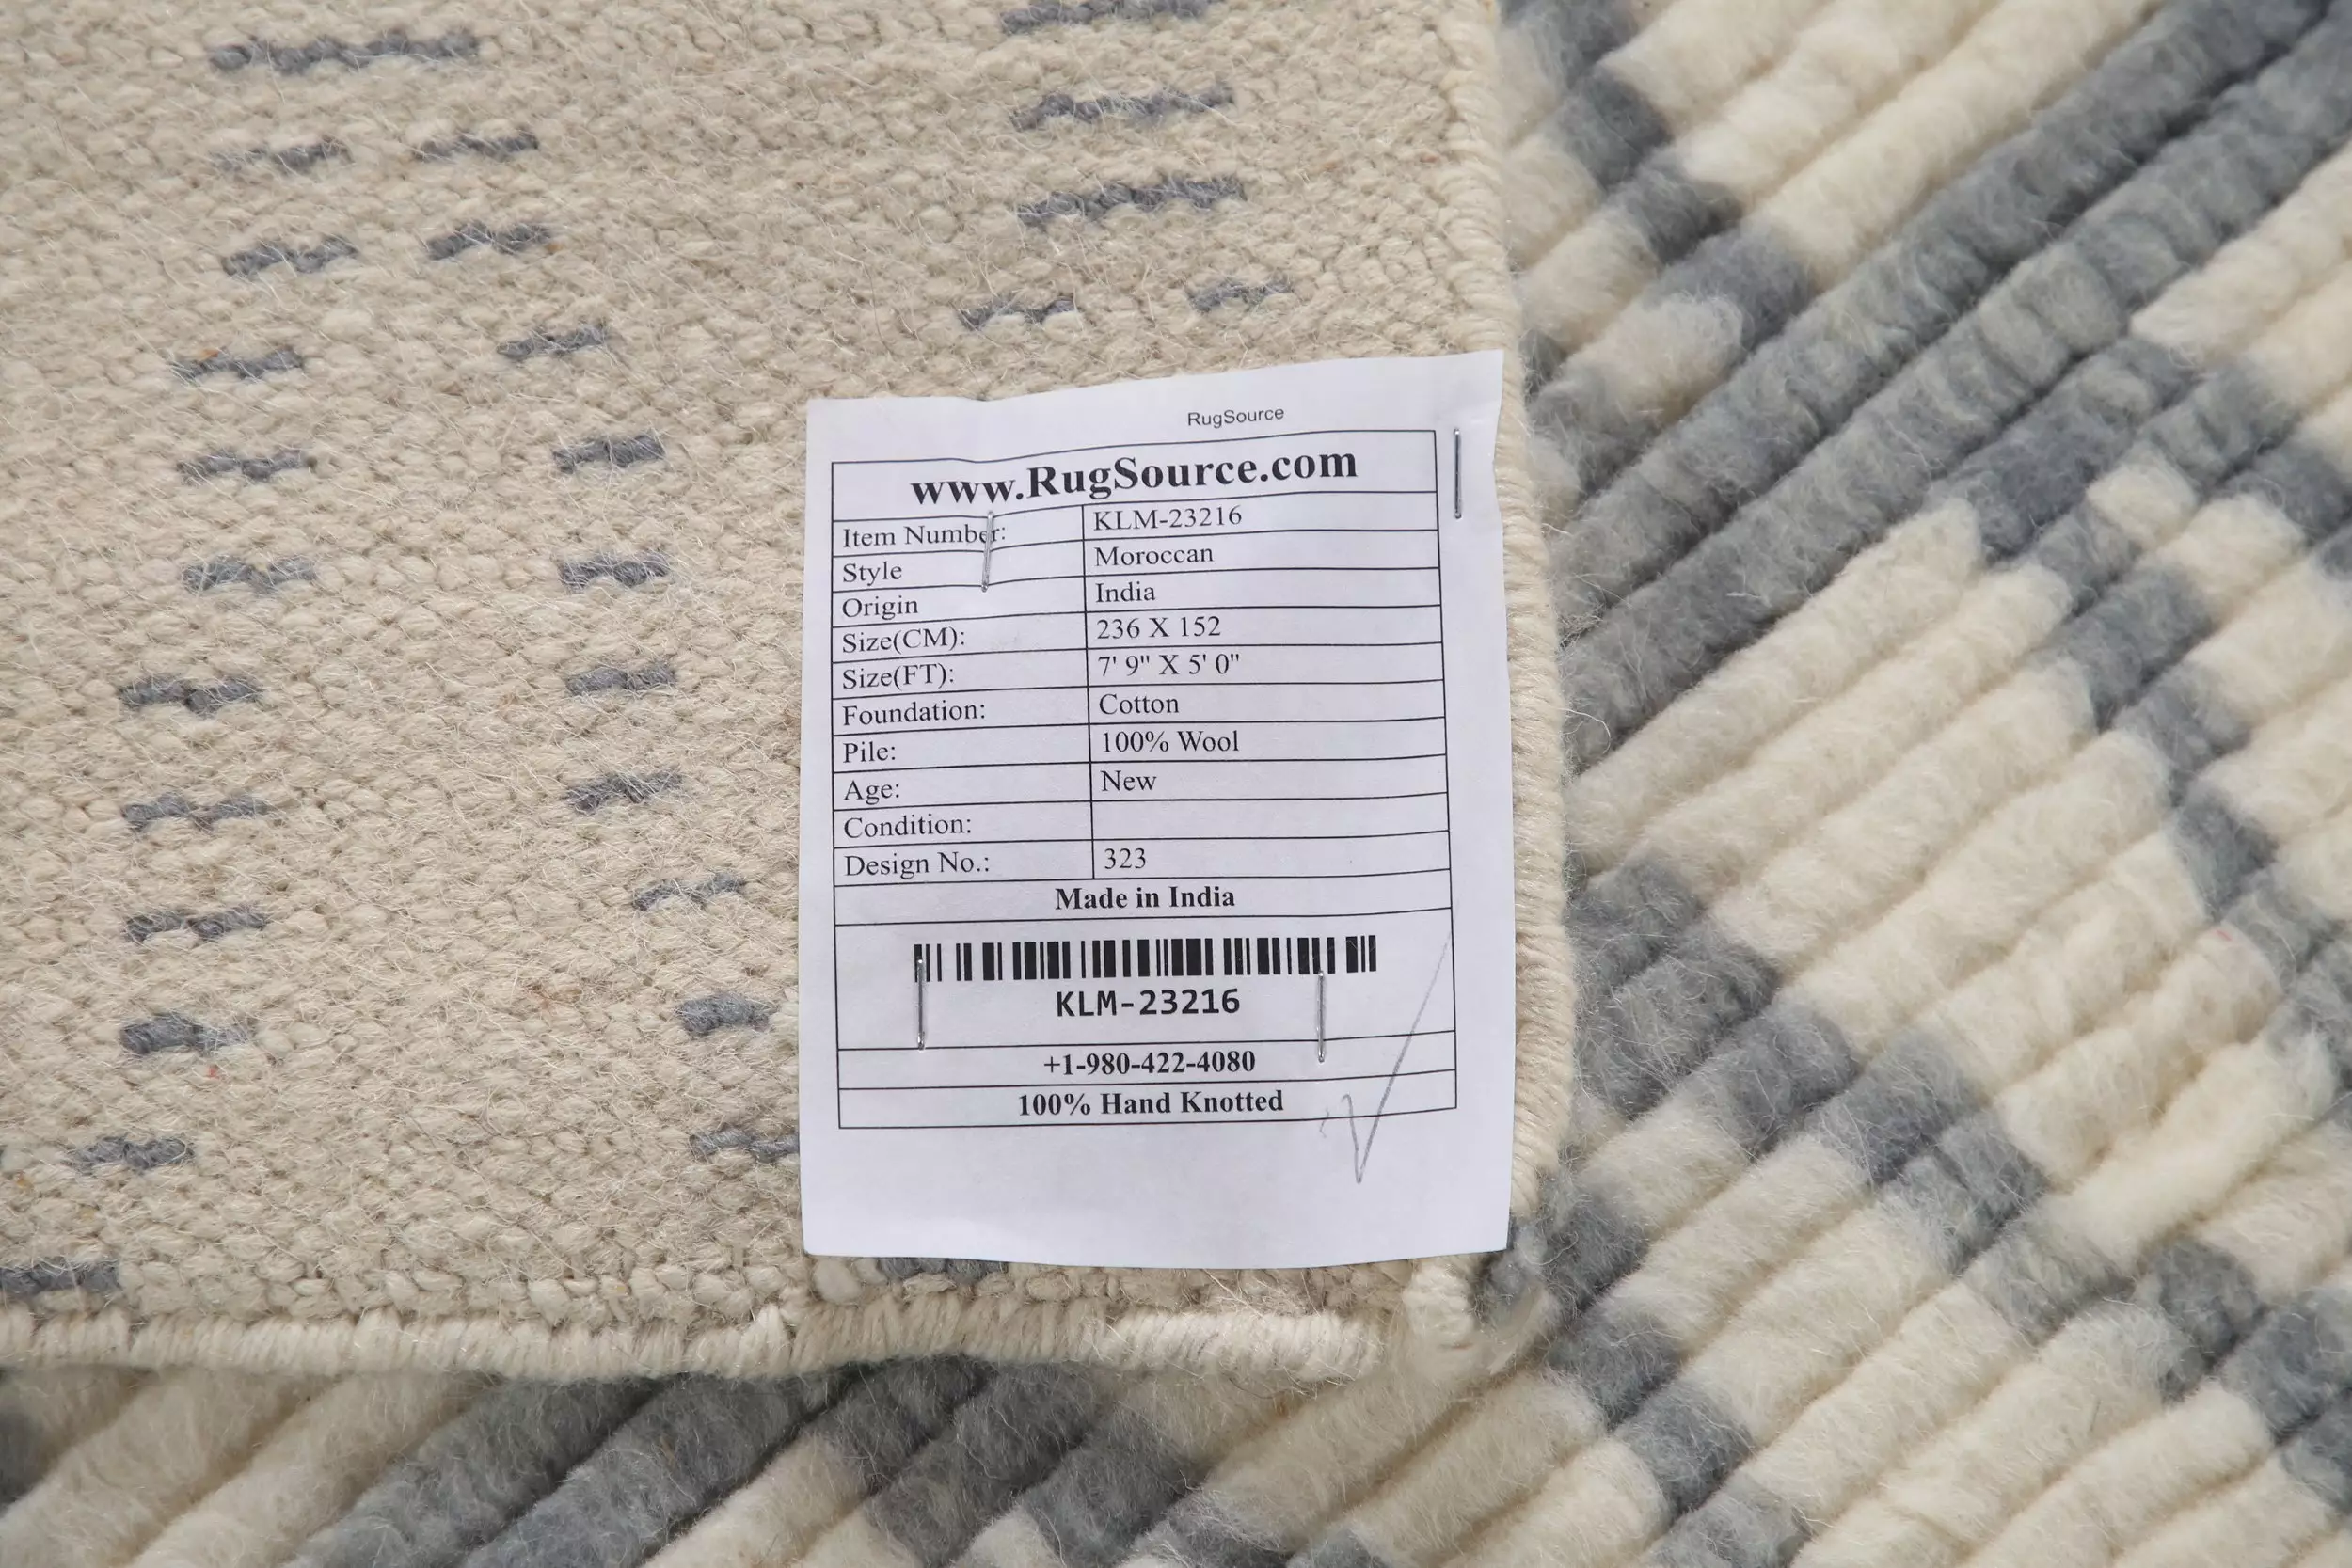 RugSource
www.RugSource.com
Item Number: KLM-23216
Style Moroccan
Origin India
Size(CM): 236 X 152
Size(FT): 7' 9" X 5' 0"
Foundation: Cotton
Pile: 100% Wool
Age: New
Condition:
Design No.: 323
Made in India
KLM-23216
+1-980-422-4080
100% Hand Knotted